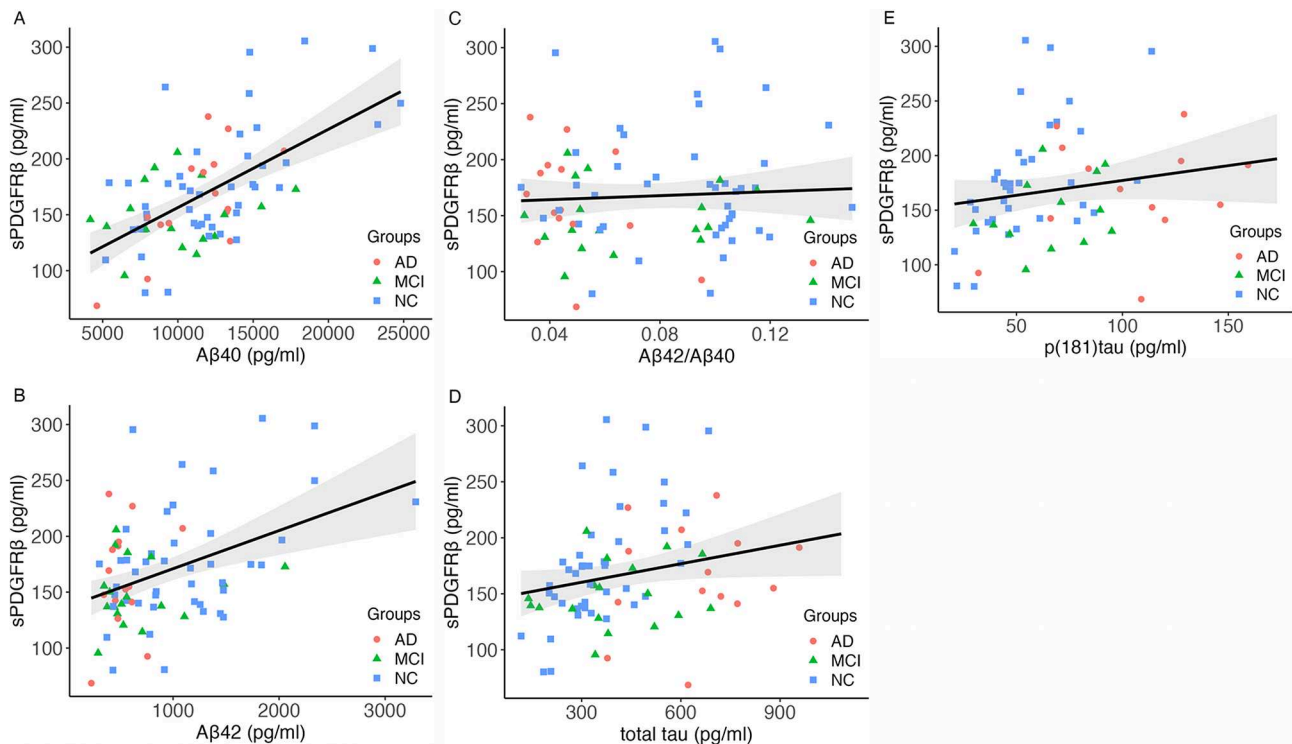 A
sPDGFRβ (pg/ml)
300
250
200
150
100
Groups
AD
MCI
NC
5000 10000 15000 20000 25000
Aβ40 (pg/ml)
C
sPDGFRβ (pg/ml)
300
250
200
150
100
Groups
AD
MCI
NC
0.04 0.08 0.12
Aβ42/Aβ40
E
sPDGFRβ (pg/ml)
300
250
200
150
100
Groups
AD
MCI
NC
50 100 150
p(181)tau (pg/ml)
B
sPDGFRβ (pg/ml)
300
250
200
150
100
Groups
AD
MCI
NC
1000 2000 3000
Aβ42 (pg/ml)
D
sPDGFRβ (pg/ml)
300
250
200
150
100
Groups
AD
MCI
NC
300 600 900
total tau (pg/ml)